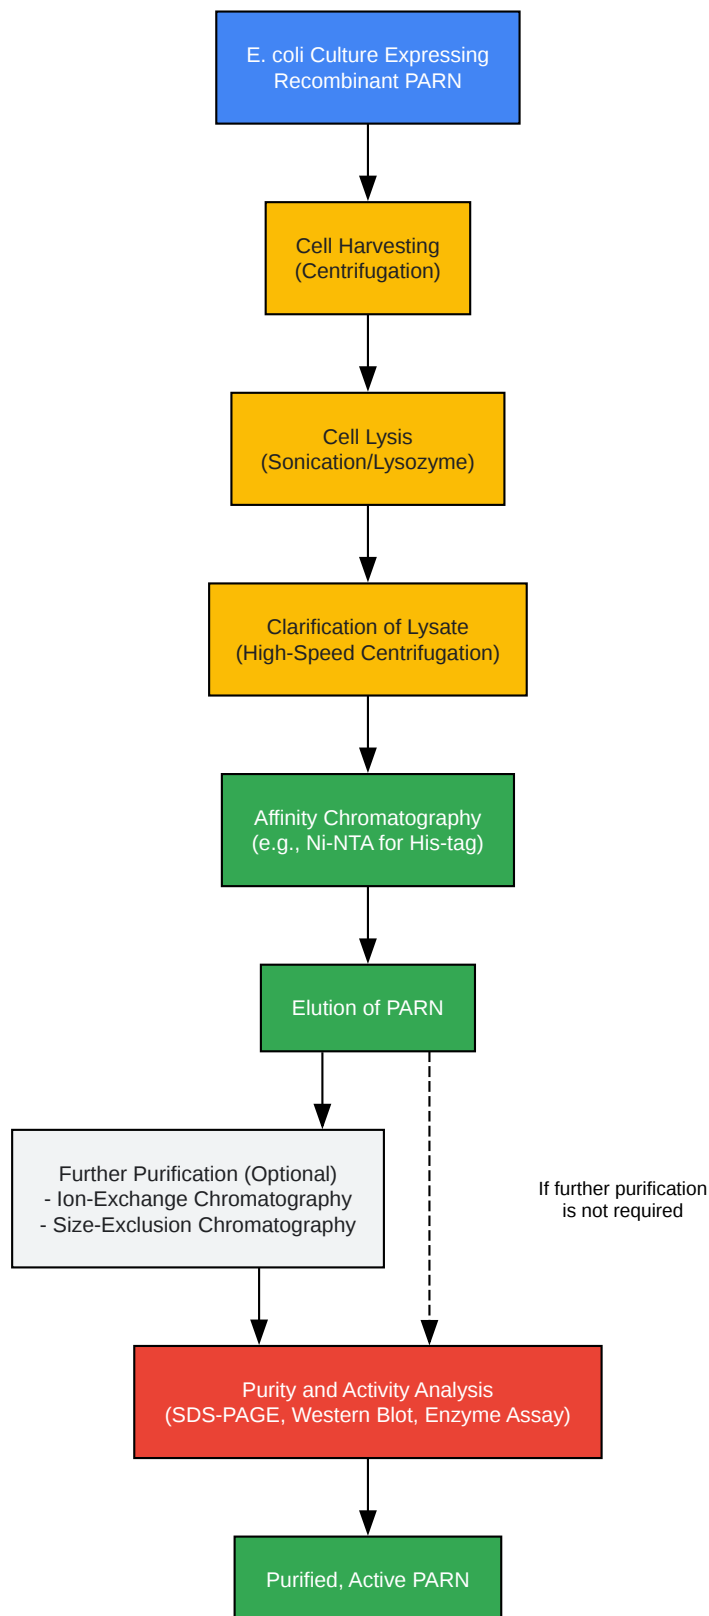 E. coli Culture Expressing
Recombinant PARN
Cell Harvesting
(Centrifugation)
Cell Lysis
(Sonication/Lysozyme)
Clarification of Lysate
(High-Speed Centrifugation)
Affinity Chromatography
(e.g., Ni-NTA for His-tag)
Elution of PARN
Further Purification (Optional)
- Ion-Exchange Chromatography
- Size-Exclusion Chromatography
If further purification
is not required
Purity and Activity Analysis
(SDS-PAGE, Western Blot, Enzyme Assay)
Purified, Active PARN